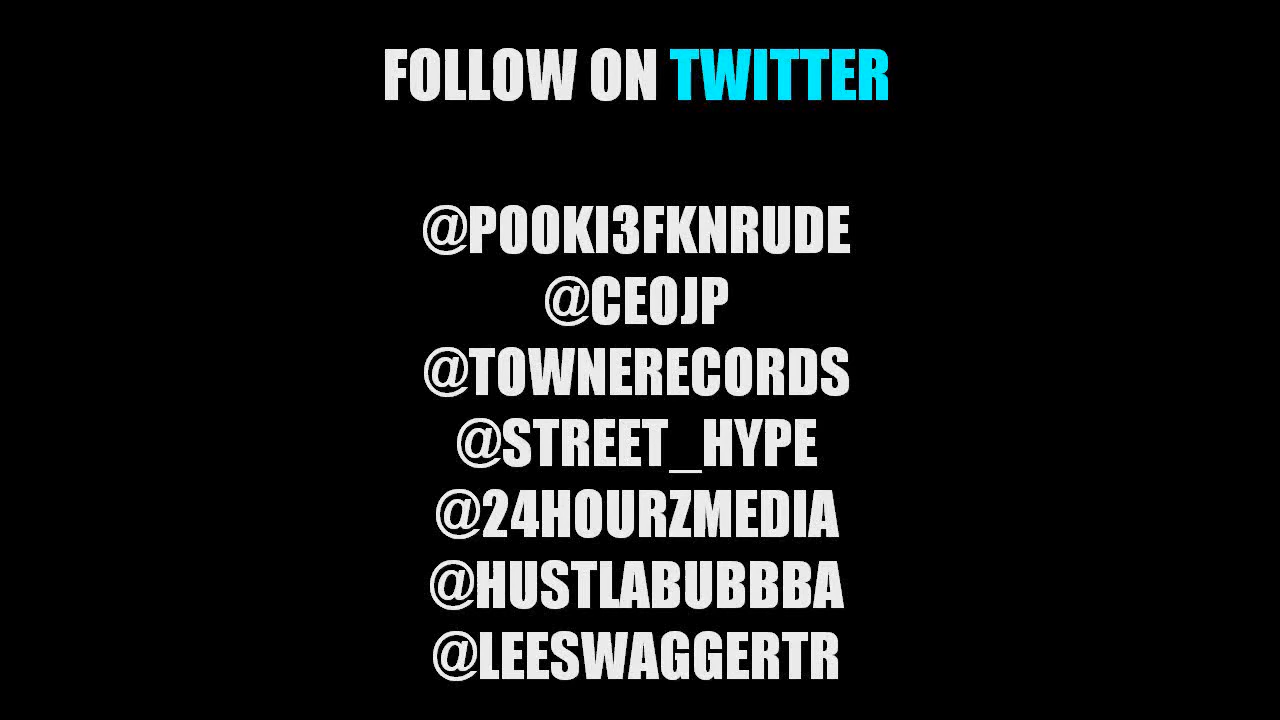 FOLLOW ON TWITTER
@POOKI3FKNRUDE
@CEOJP
@TOWNERECORDS
@STREET_HYPE
@24HOURZMEDIA
@HUSTLABUBBBA
@LEESWAGGERTR